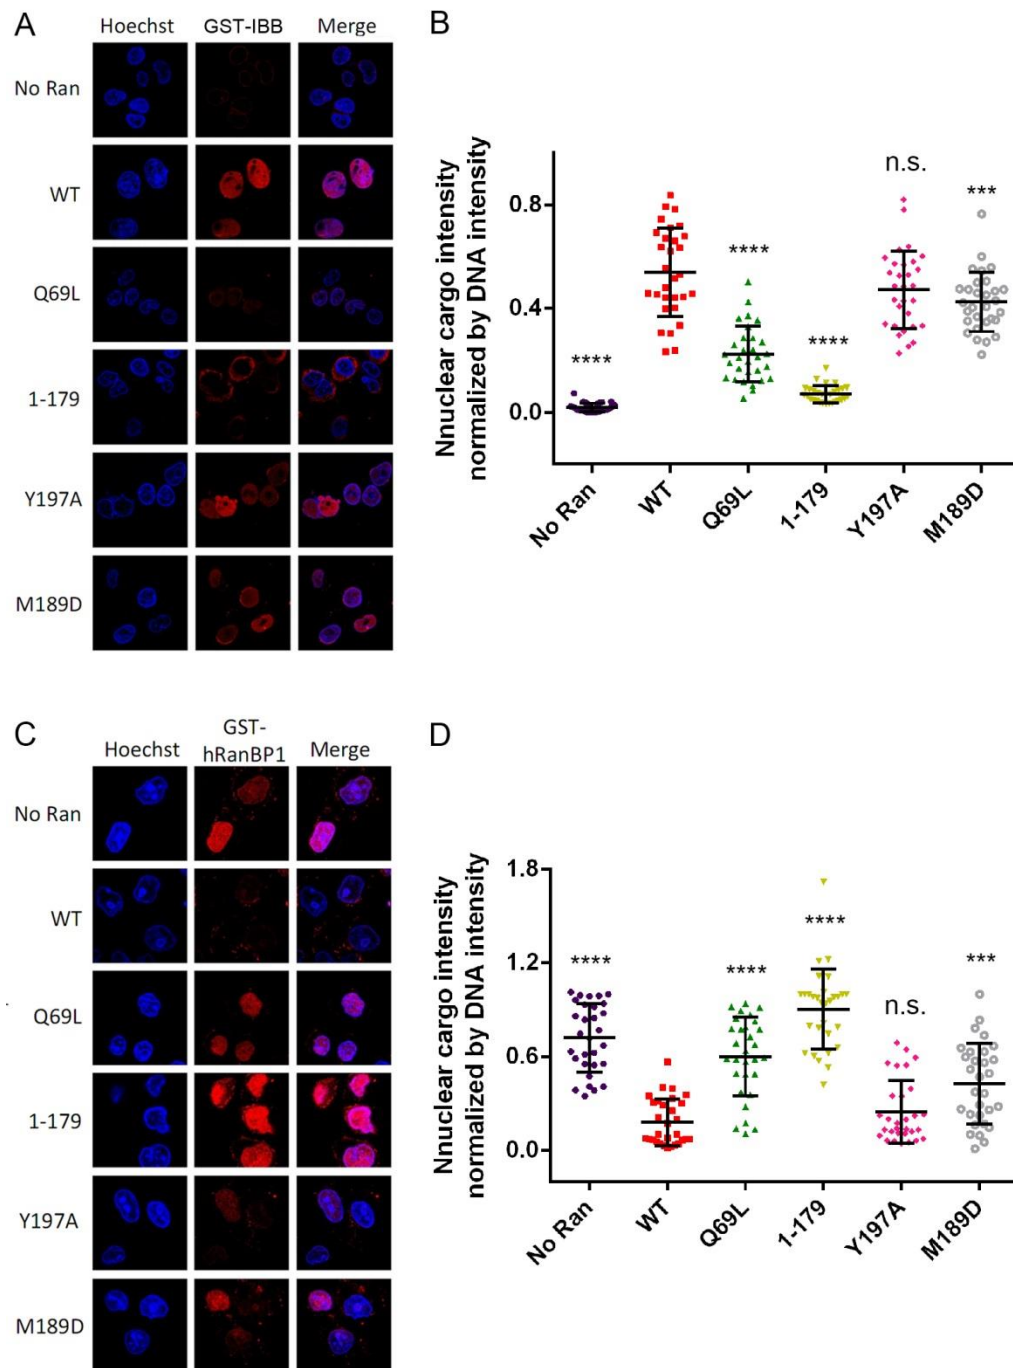 A
Hoechst GST-IBB Merge
No Ran
WT
Q69L
1-179
Y197A
M189D
B
Nnuclear cargo intensity
normalized by DNA intensity
0.8
0.4
0.0
****
****
****
n.s.
***
No Ran
WT
Q69L
1-179
Y197A
M189D
C
Hoechst GST-
hRanBP1 Merge
No Ran
WT
Q69L
1-179
Y197A
M189D
D
Nnuclear cargo intensity
normalized by DNA intensity
1.8
1.2
0.6
0.0
****
****
****
n.s.
***
No Ran
WT
Q69L
1-179
Y197A
M189D